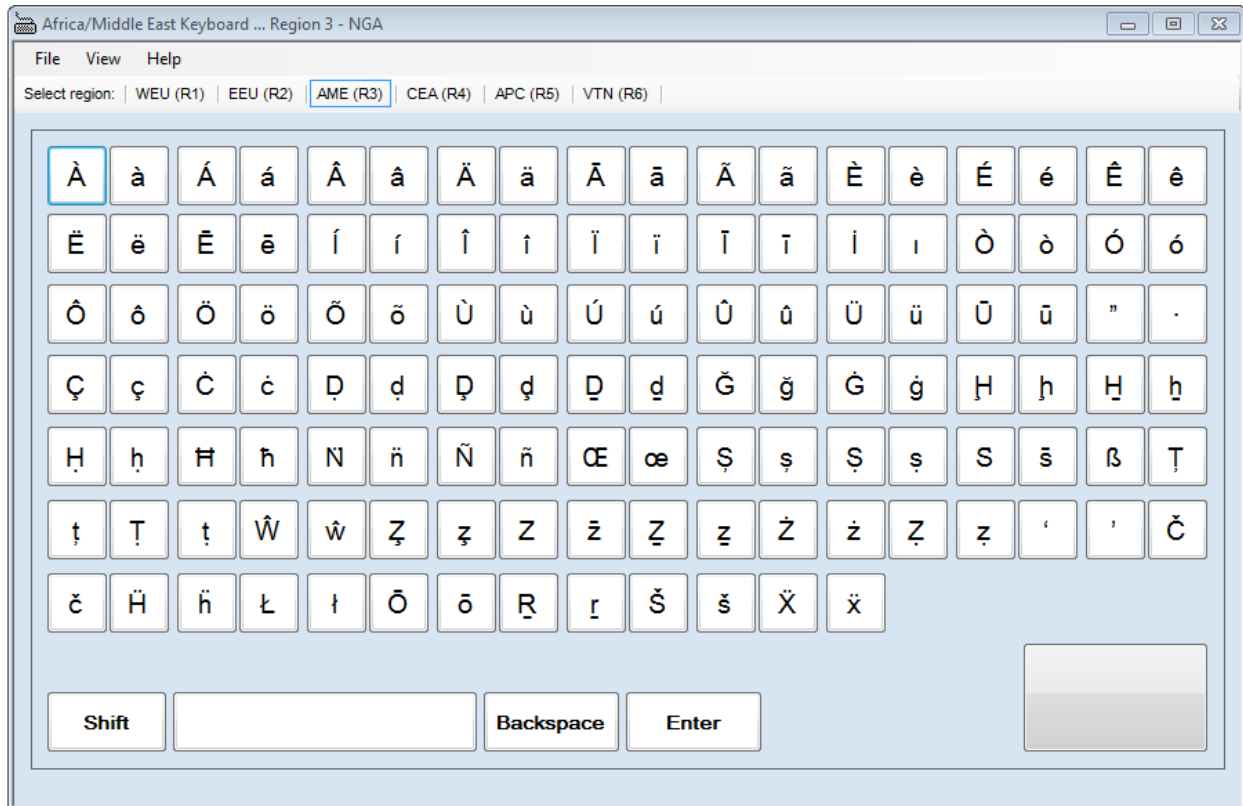 Africa/Middle East Keyboard ... Region 3 - NGA
File View Help
Select region: WEU (R1) EEU (R2) AME (R3) CEA (R4) APC (R5) VTN (R6)
À à Á á Â â Ä ä Ā ā Ã ã È è É é Ê ê
Ë ë Ē ē Í í Î î Ï ï Ī ī İ ı Ò ò Ó ó
Ô ô Ö ö Õ õ Ù ù Ú ú Û û Ü ü Ū ū ” ·
Ç ç Ċ ċ Ḍ ḍ Ḑ ḑ Ḏ ḏ Ğ ğ Ġ ġ Ḩ ḩ H̱ ẖ
Ḥ ḥ Ħ ħ N̈ n̈ Ñ ñ Œ œ Ș ș Ṣ ṣ S s̄ ß Ț
ț Ṭ ṭ Ŵ ŵ Z̧ z̧ Z z̄ Ẕ ẕ Ż ż Ẓ ẓ ‘ ’ Č
č Ḧ ḧ Ł ł Ō ō Ṟ ṟ Š š Ẍ ẍ
Shift Backspace Enter